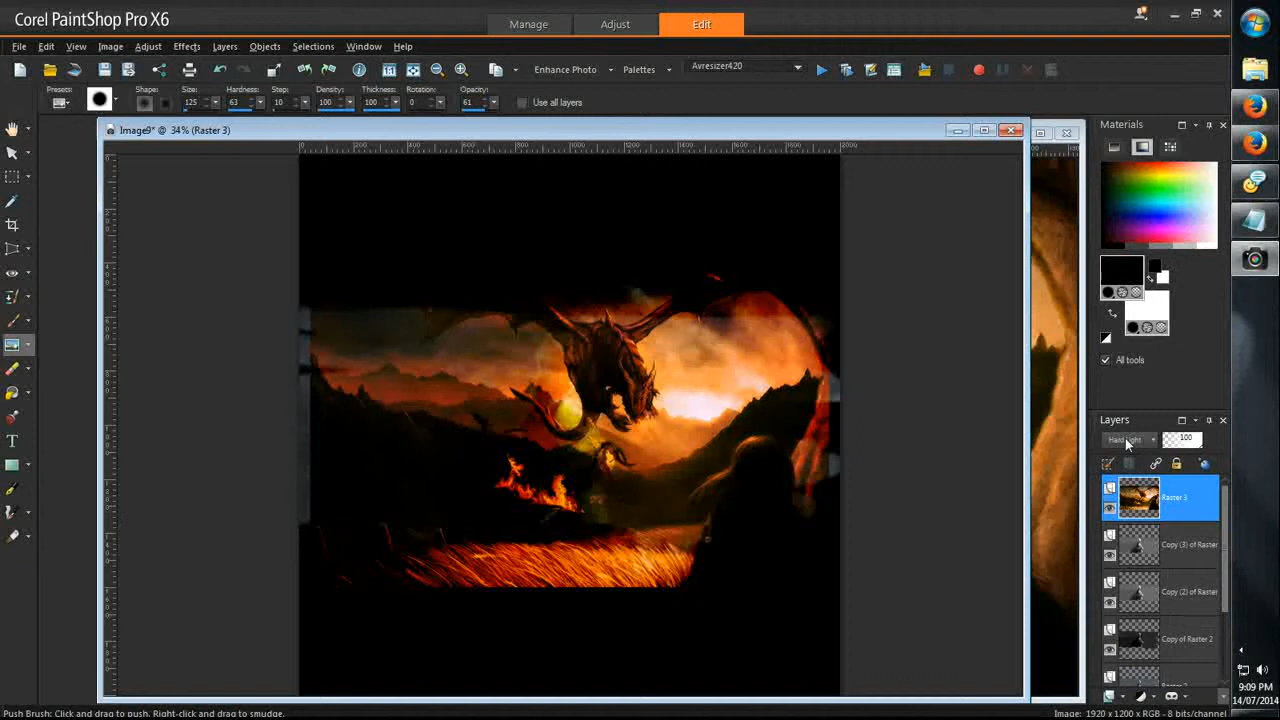 Corel PaintShop Pro X6
Manage Adjust Edit
File Edit View Image Adjust Effects Layers Objects Selections Window Help
Enhance Photo Palettes Avresizer420
Presets: Shape: Size: Hardness: Step: Density: Thickness: Rotation: Opacity:
125 63 10 100 100 0 61 Use all layers
Image9* @ 34% (Raster 3)
Materials
All tools
Layers
Hard Light 100
Raster 3
Copy (3) of Raster
Copy (2) of Raster
Copy of Raster 2
Push Brush: Click and drag to push. Right-click and drag to smudge.
Image: 1920 x 1200 x RGB - 8 bits/channel
9:09 PM
14/07/2014